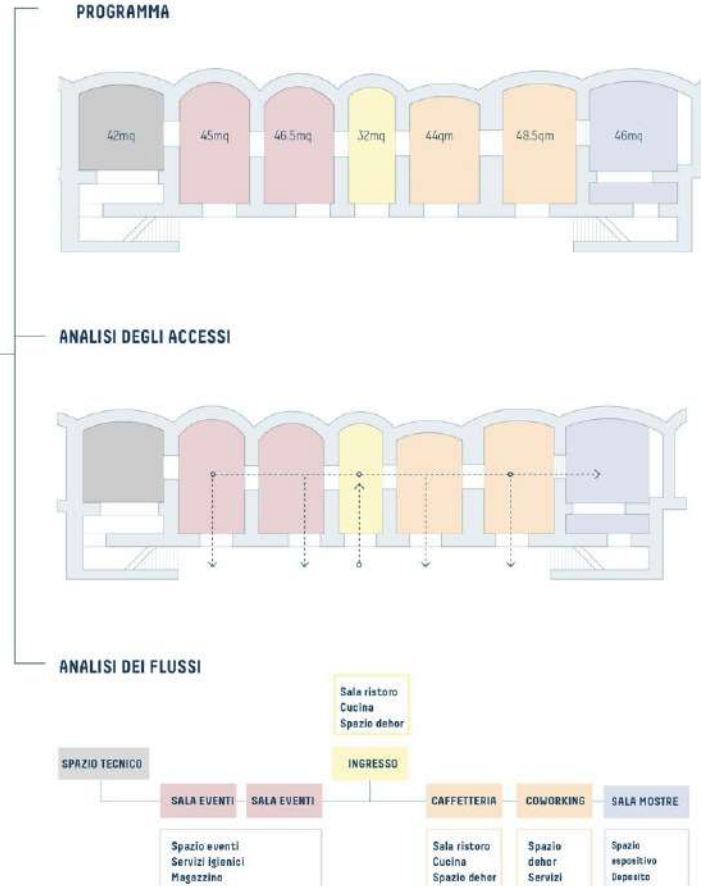 PROGRAMMA
42mq
45mq
46.5mq
32mq
44qm
48.5qm
46mq
ANALISI DEGLI ACCESSI
ANALISI DEI FLUSSI
Sala ristoro
Cucina
Spazio dehor
SPAZIO TECNICO
INGRESSO
SALA EVENTI
SALA EVENTI
CAFFETTERIA
COWORKING
SALA MOSTRE
Spazio eventi
Servizi igienici
Magazzino
Sala ristoro
Cucina
Spazio dehor
Spazio
dehor
Servizi
Spazio
espositivo
Deposito